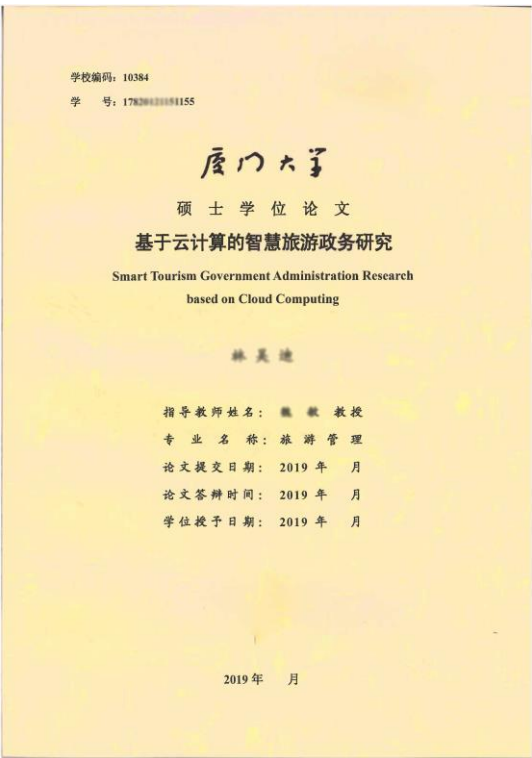 学校编码：10384
学 号：17 155
厦门大学
硕 士 学 位 论 文
基于云计算的智慧旅游政务研究
Smart Tourism Government Administration Research
based on Cloud Computing
指导教师姓名： 教授
专 业 名 称：旅 游 管 理
论文提交日期： 2019 年 月
论文答辩时间： 2019 年 月
学位授予日期： 2019 年 月
2019 年 月